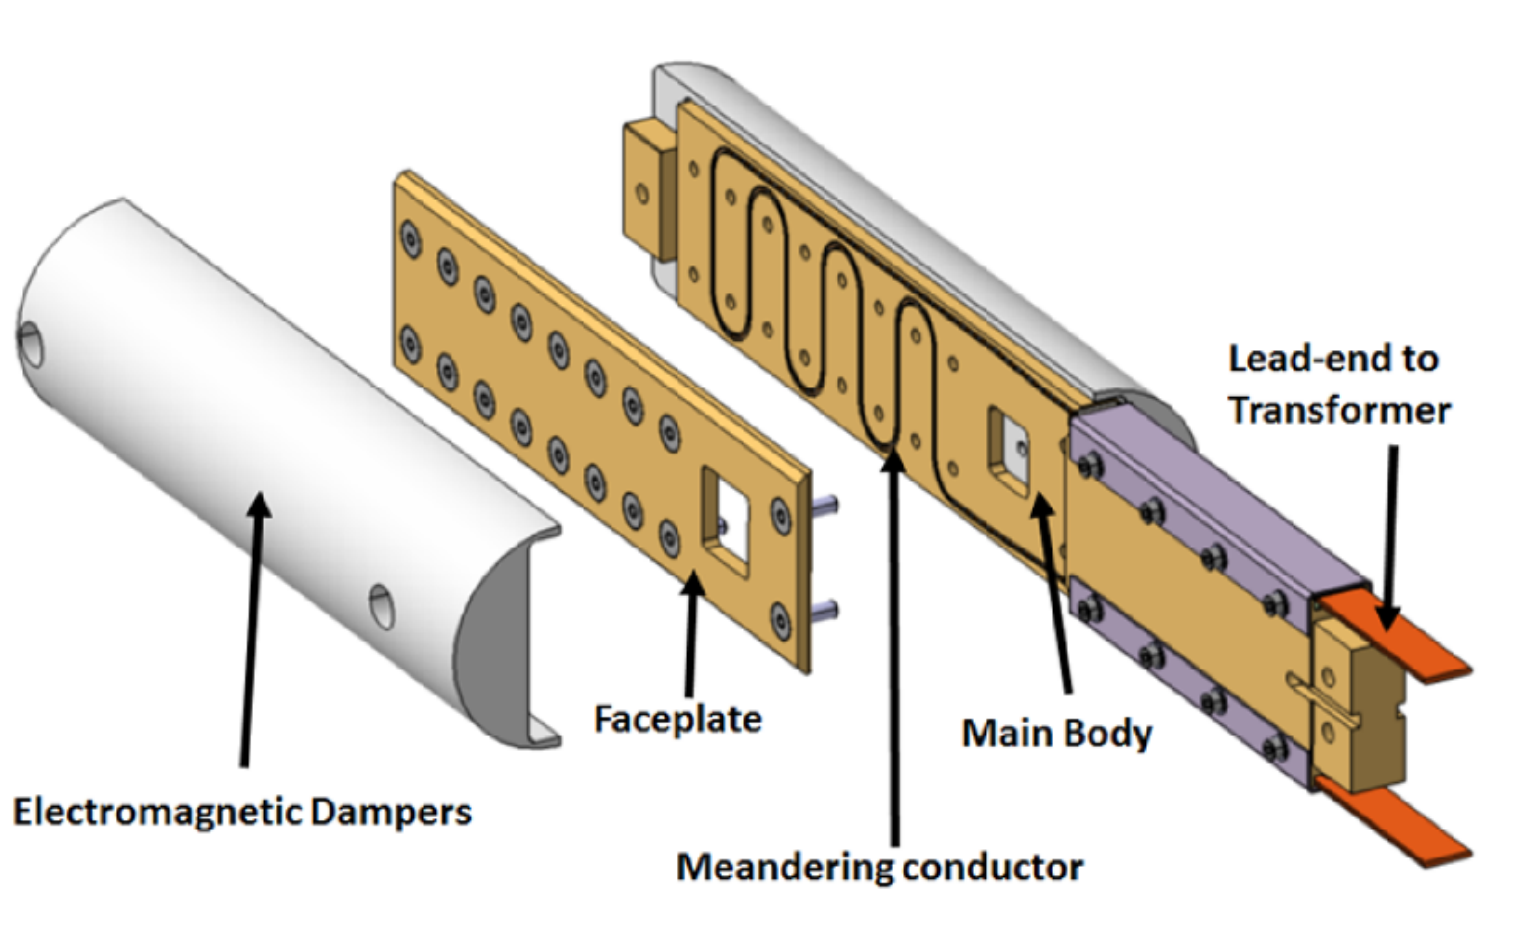 Lead-end to
Transformer
Faceplate
Main Body
Electromagnetic Dampers
Meandering conductor